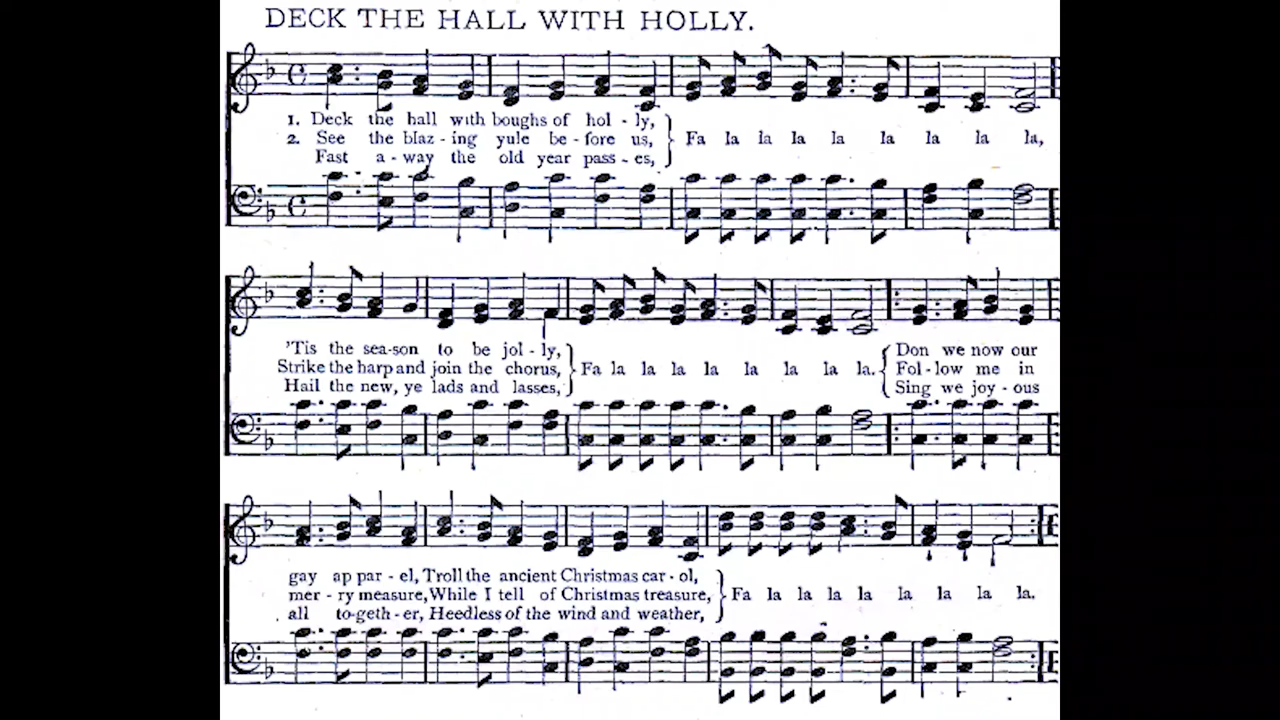 DECK THE HALL WITH HOLLY.
1. Deck the hall with boughs of hol - ly,
2. See the blaz - ing yule be - fore us, Fa la la la la la la la la,
Fast a - way the old year pass - es,
'Tis the sea-son to be jol - ly,
Strike the harp and join the chorus, Fa la la la la la la la la.
Hail the new, ye lads and lasses,
Don we now our
Fol - low me in
Sing we joy - ous
gay ap par - el, Troll the ancient Christmas car - ol,
mer - ry measure, While I tell of Christmas treasure, Fa la la la la la la la la.
all to-geth - er, Heedless of the wind and weather,